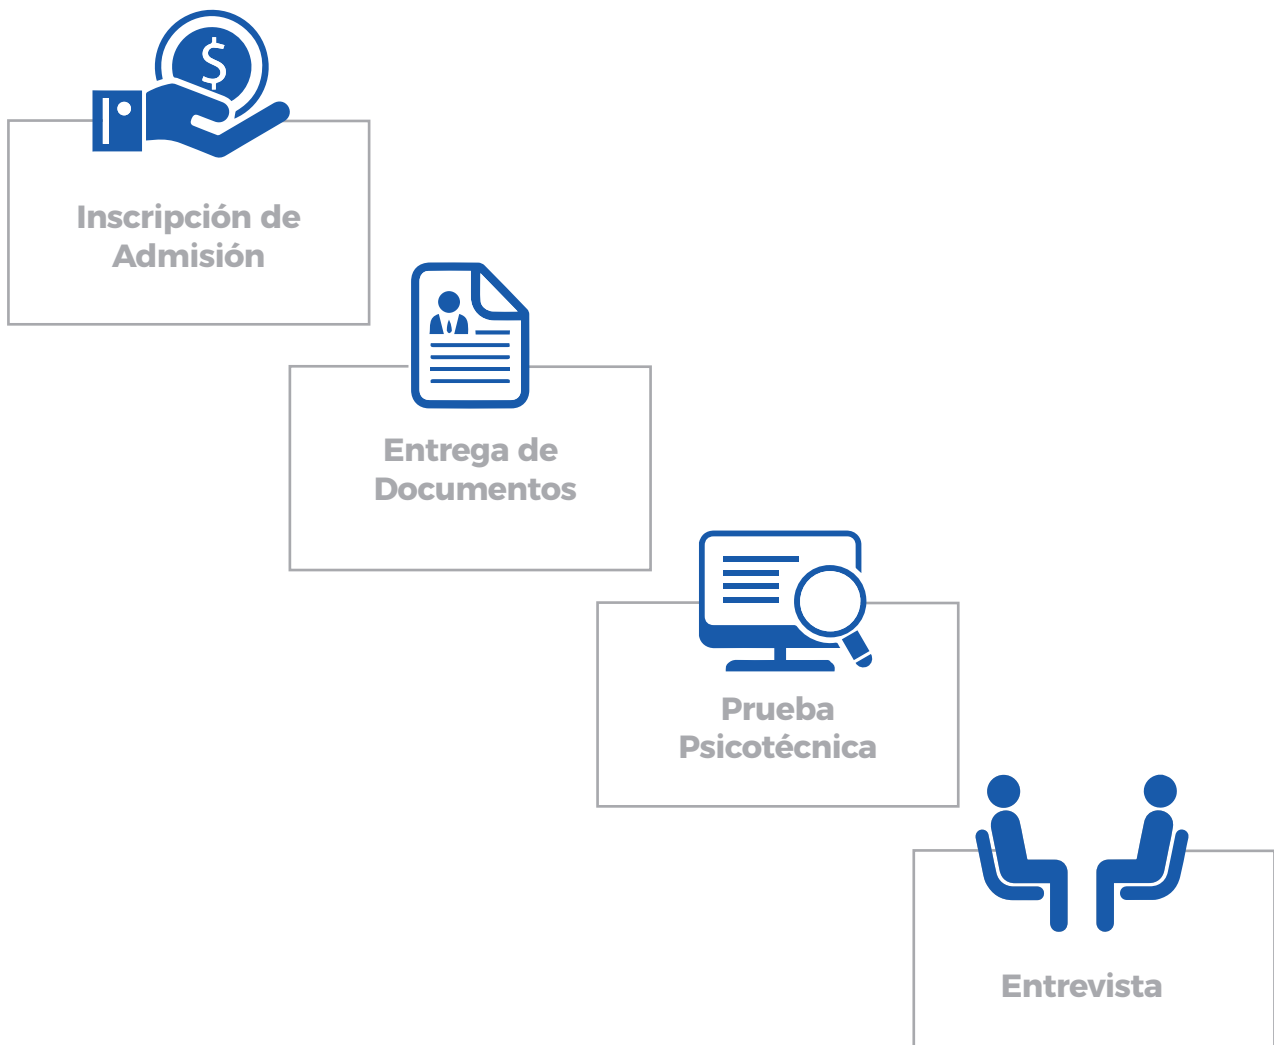 $
Inscripción de
Admisión
Entrega de
Documentos
Prueba
Psicotécnica
Entrevista